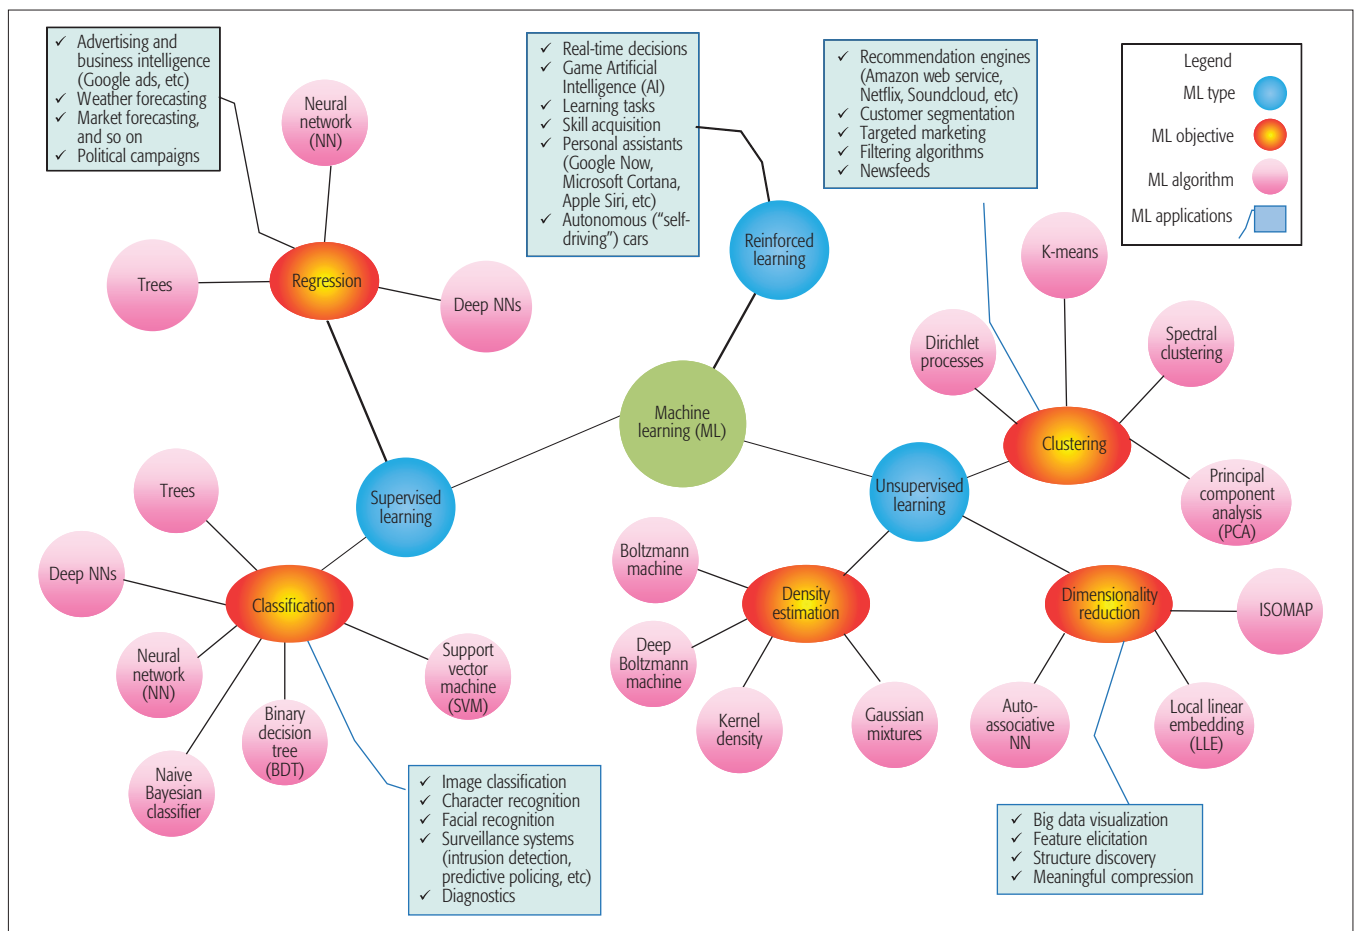 ✓ Advertising and
business intelligence
(Google ads, etc)
✓ Weather forecasting
✓ Market forecasting,
and so on
✓ Political campaigns
Neural
network
(NN)
Trees
Regression
Deep NNs
✓ Real-time decisions
✓ Game Artificial
Intelligence (AI)
✓ Learning tasks
✓ Skill acquisition
✓ Personal assistants
(Google Now,
Microsoft Cortana,
Apple Siri, etc)
✓ Autonomous (“self-
driving”) cars
Reinforced
learning
✓ Recommendation engines
(Amazon web service,
Netflix, Soundcloud, etc)
✓ Customer segmentation
✓ Targeted marketing
✓ Filtering algorithms
✓ Newsfeeds
Legend
ML type
ML objective
ML algorithm
ML applications
K-means
Dirichlet
processes
Spectral
clustering
Clustering
Principal
component
analysis
(PCA)
Machine
learning (ML)
Supervised
learning
Unsupervised
learning
Trees
Deep NNs
Classification
Neural
network
(NN)
Naive
Bayesian
classifier
Binary
decision
tree
(BDT)
Support
vector
machine
(SVM)
✓ Image classification
✓ Character recognition
✓ Facial recognition
✓ Surveillance systems
(intrusion detection,
predictive policing, etc)
✓ Diagnostics
Boltzmann
machine
Density
estimation
Deep
Boltzmann
machine
Kernel
density
Gaussian
mixtures
Dimensionality
reduction
ISOMAP
Auto-
associative
NN
Local linear
embedding
(LLE)
✓ Big data visualization
✓ Feature elicitation
✓ Structure discovery
✓ Meaningful compression